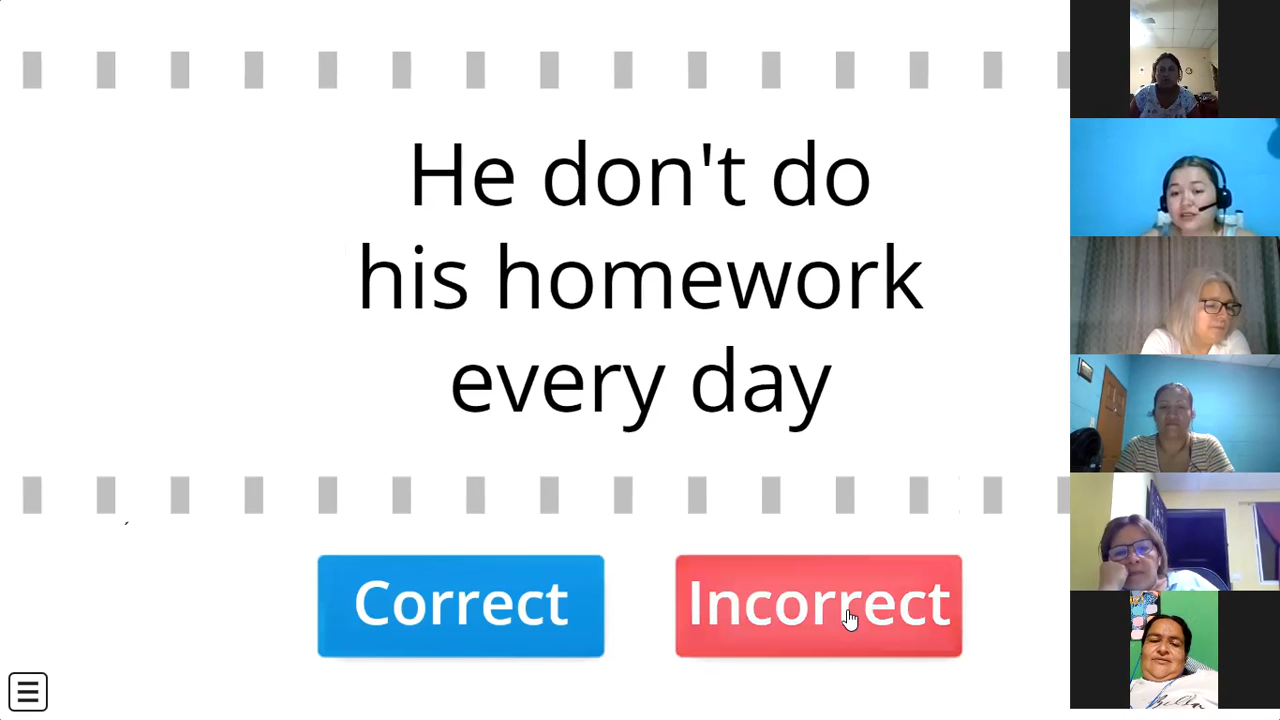 He don't do
his homework
every day
Correct
Incorrect